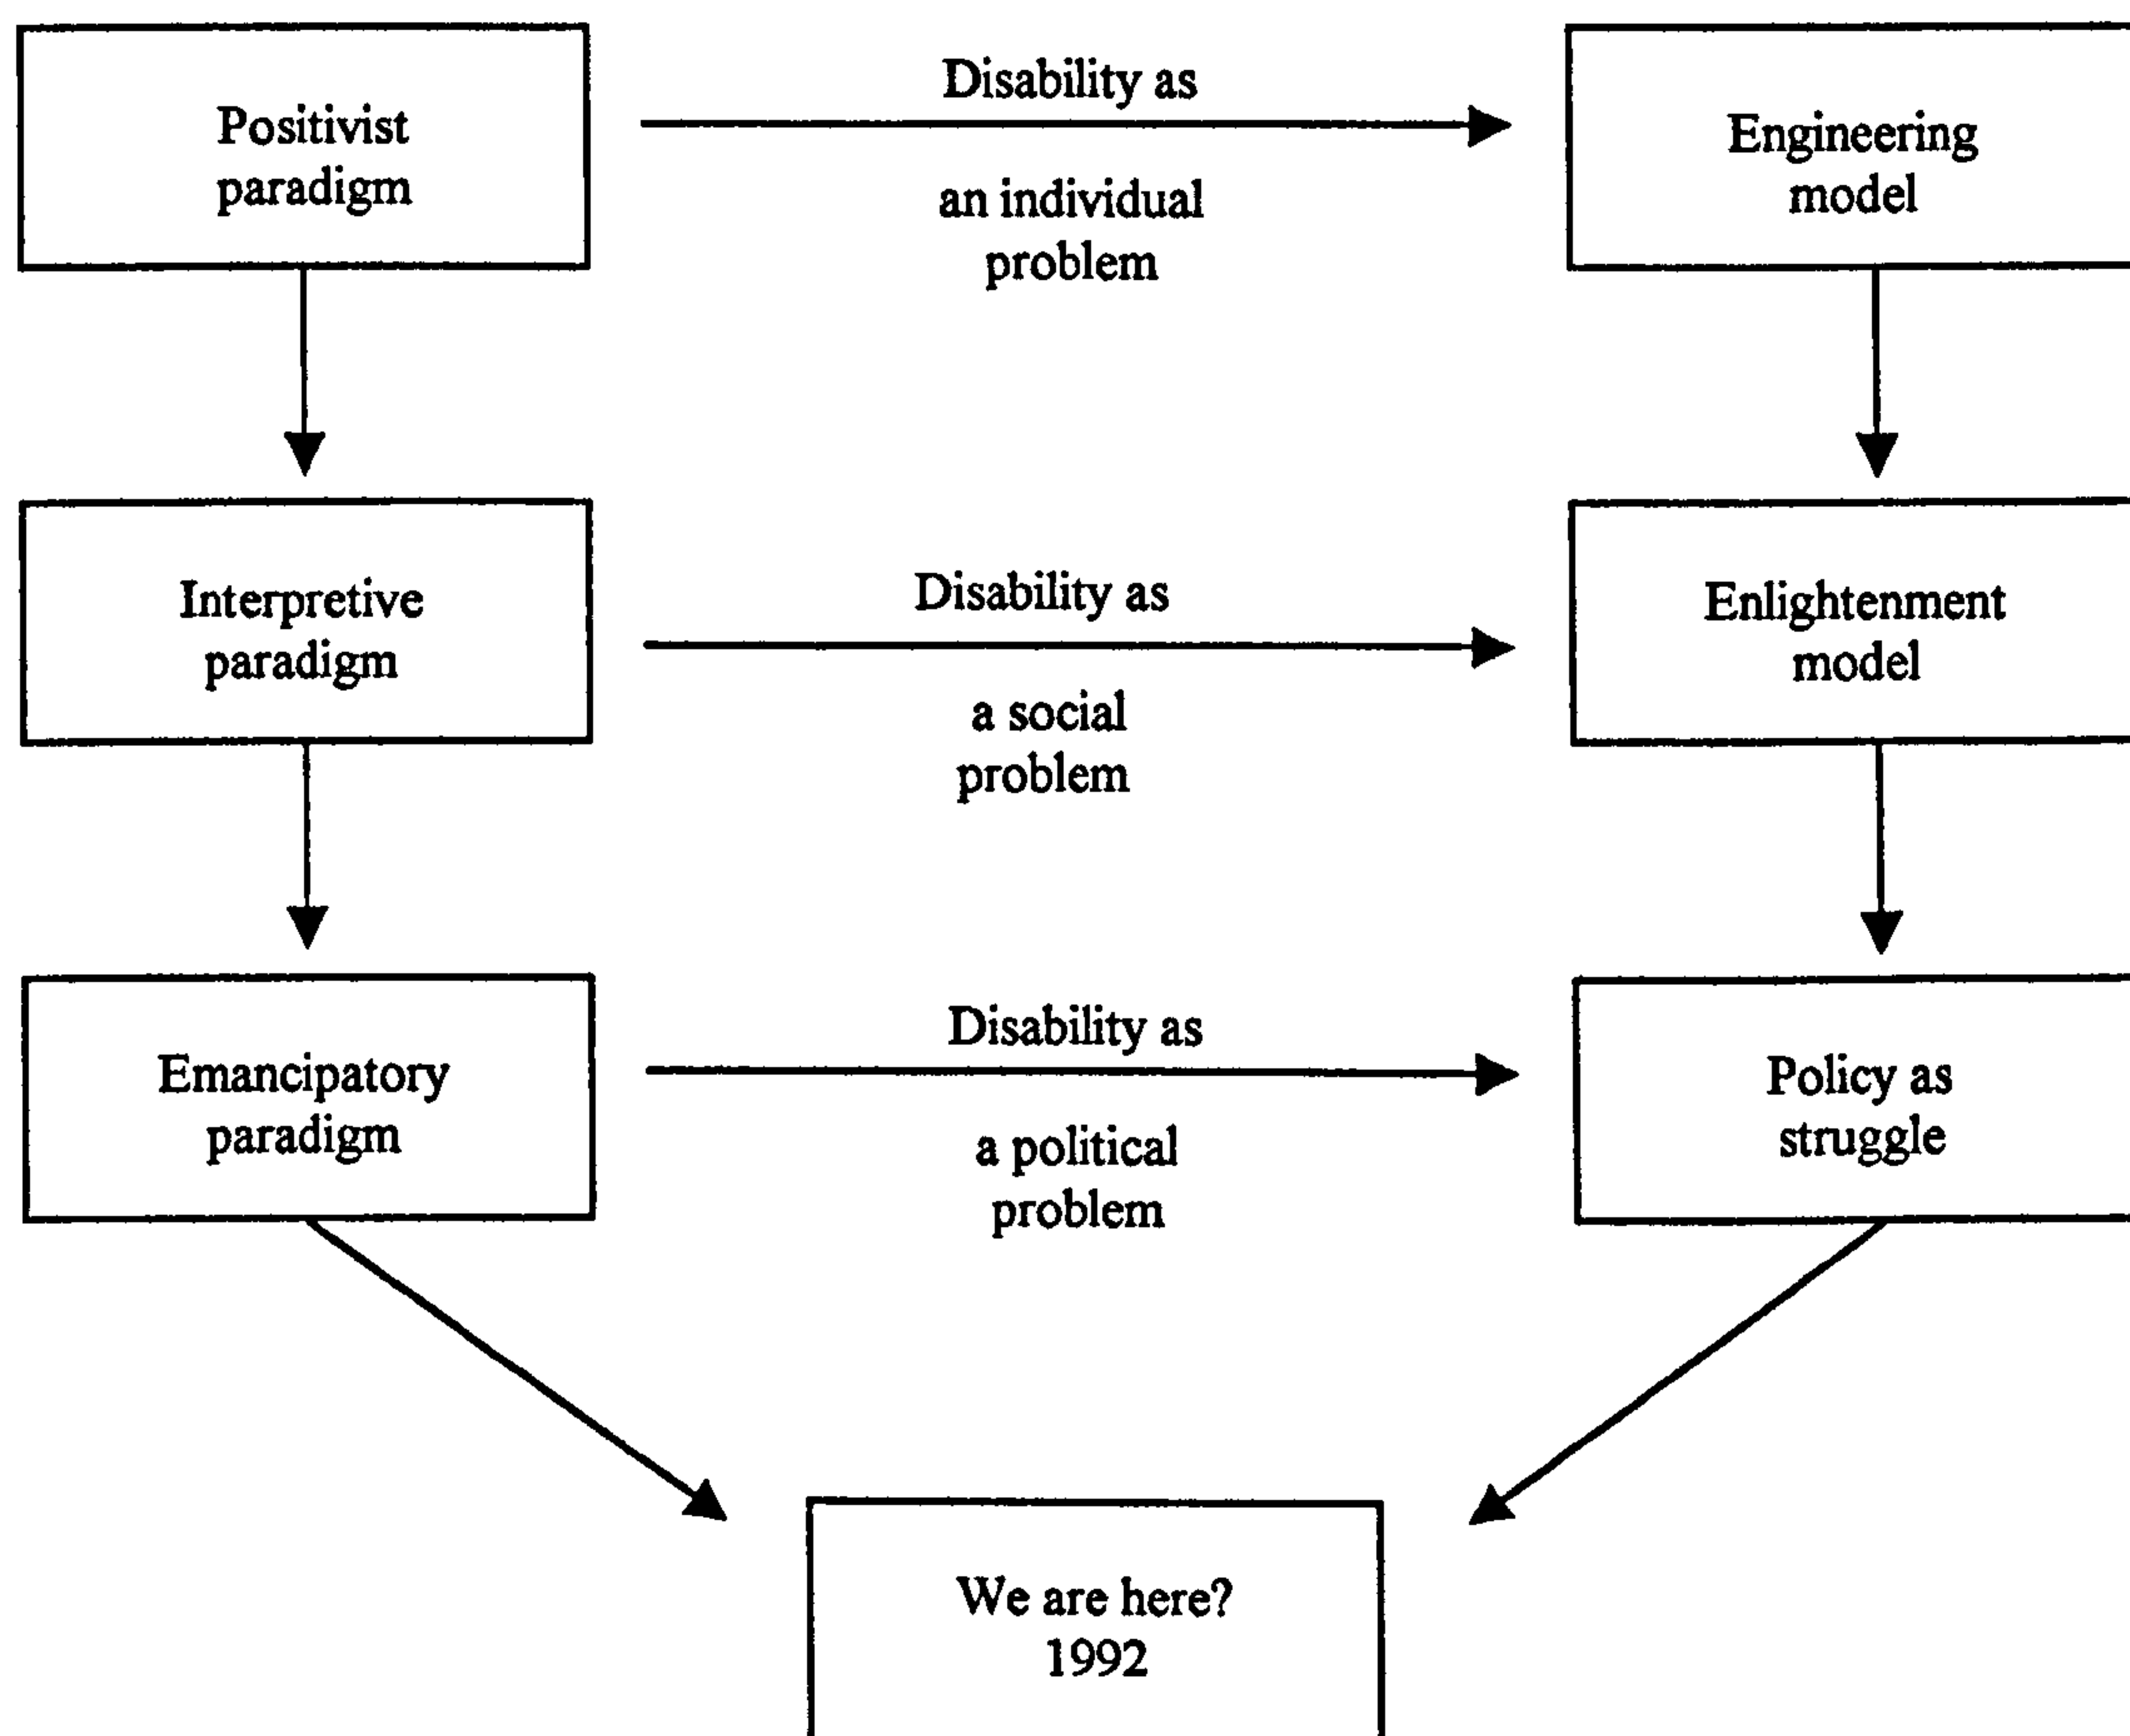 Positivist
paradigm
Disability as
an individual
problem
Engineering
model
Interpretive
paradigm
Disability as
a social
problem
Enlightenment
model
Emancipatory
paradigm
Disability as
a political
problem
Policy as
struggle
We are here?
1992